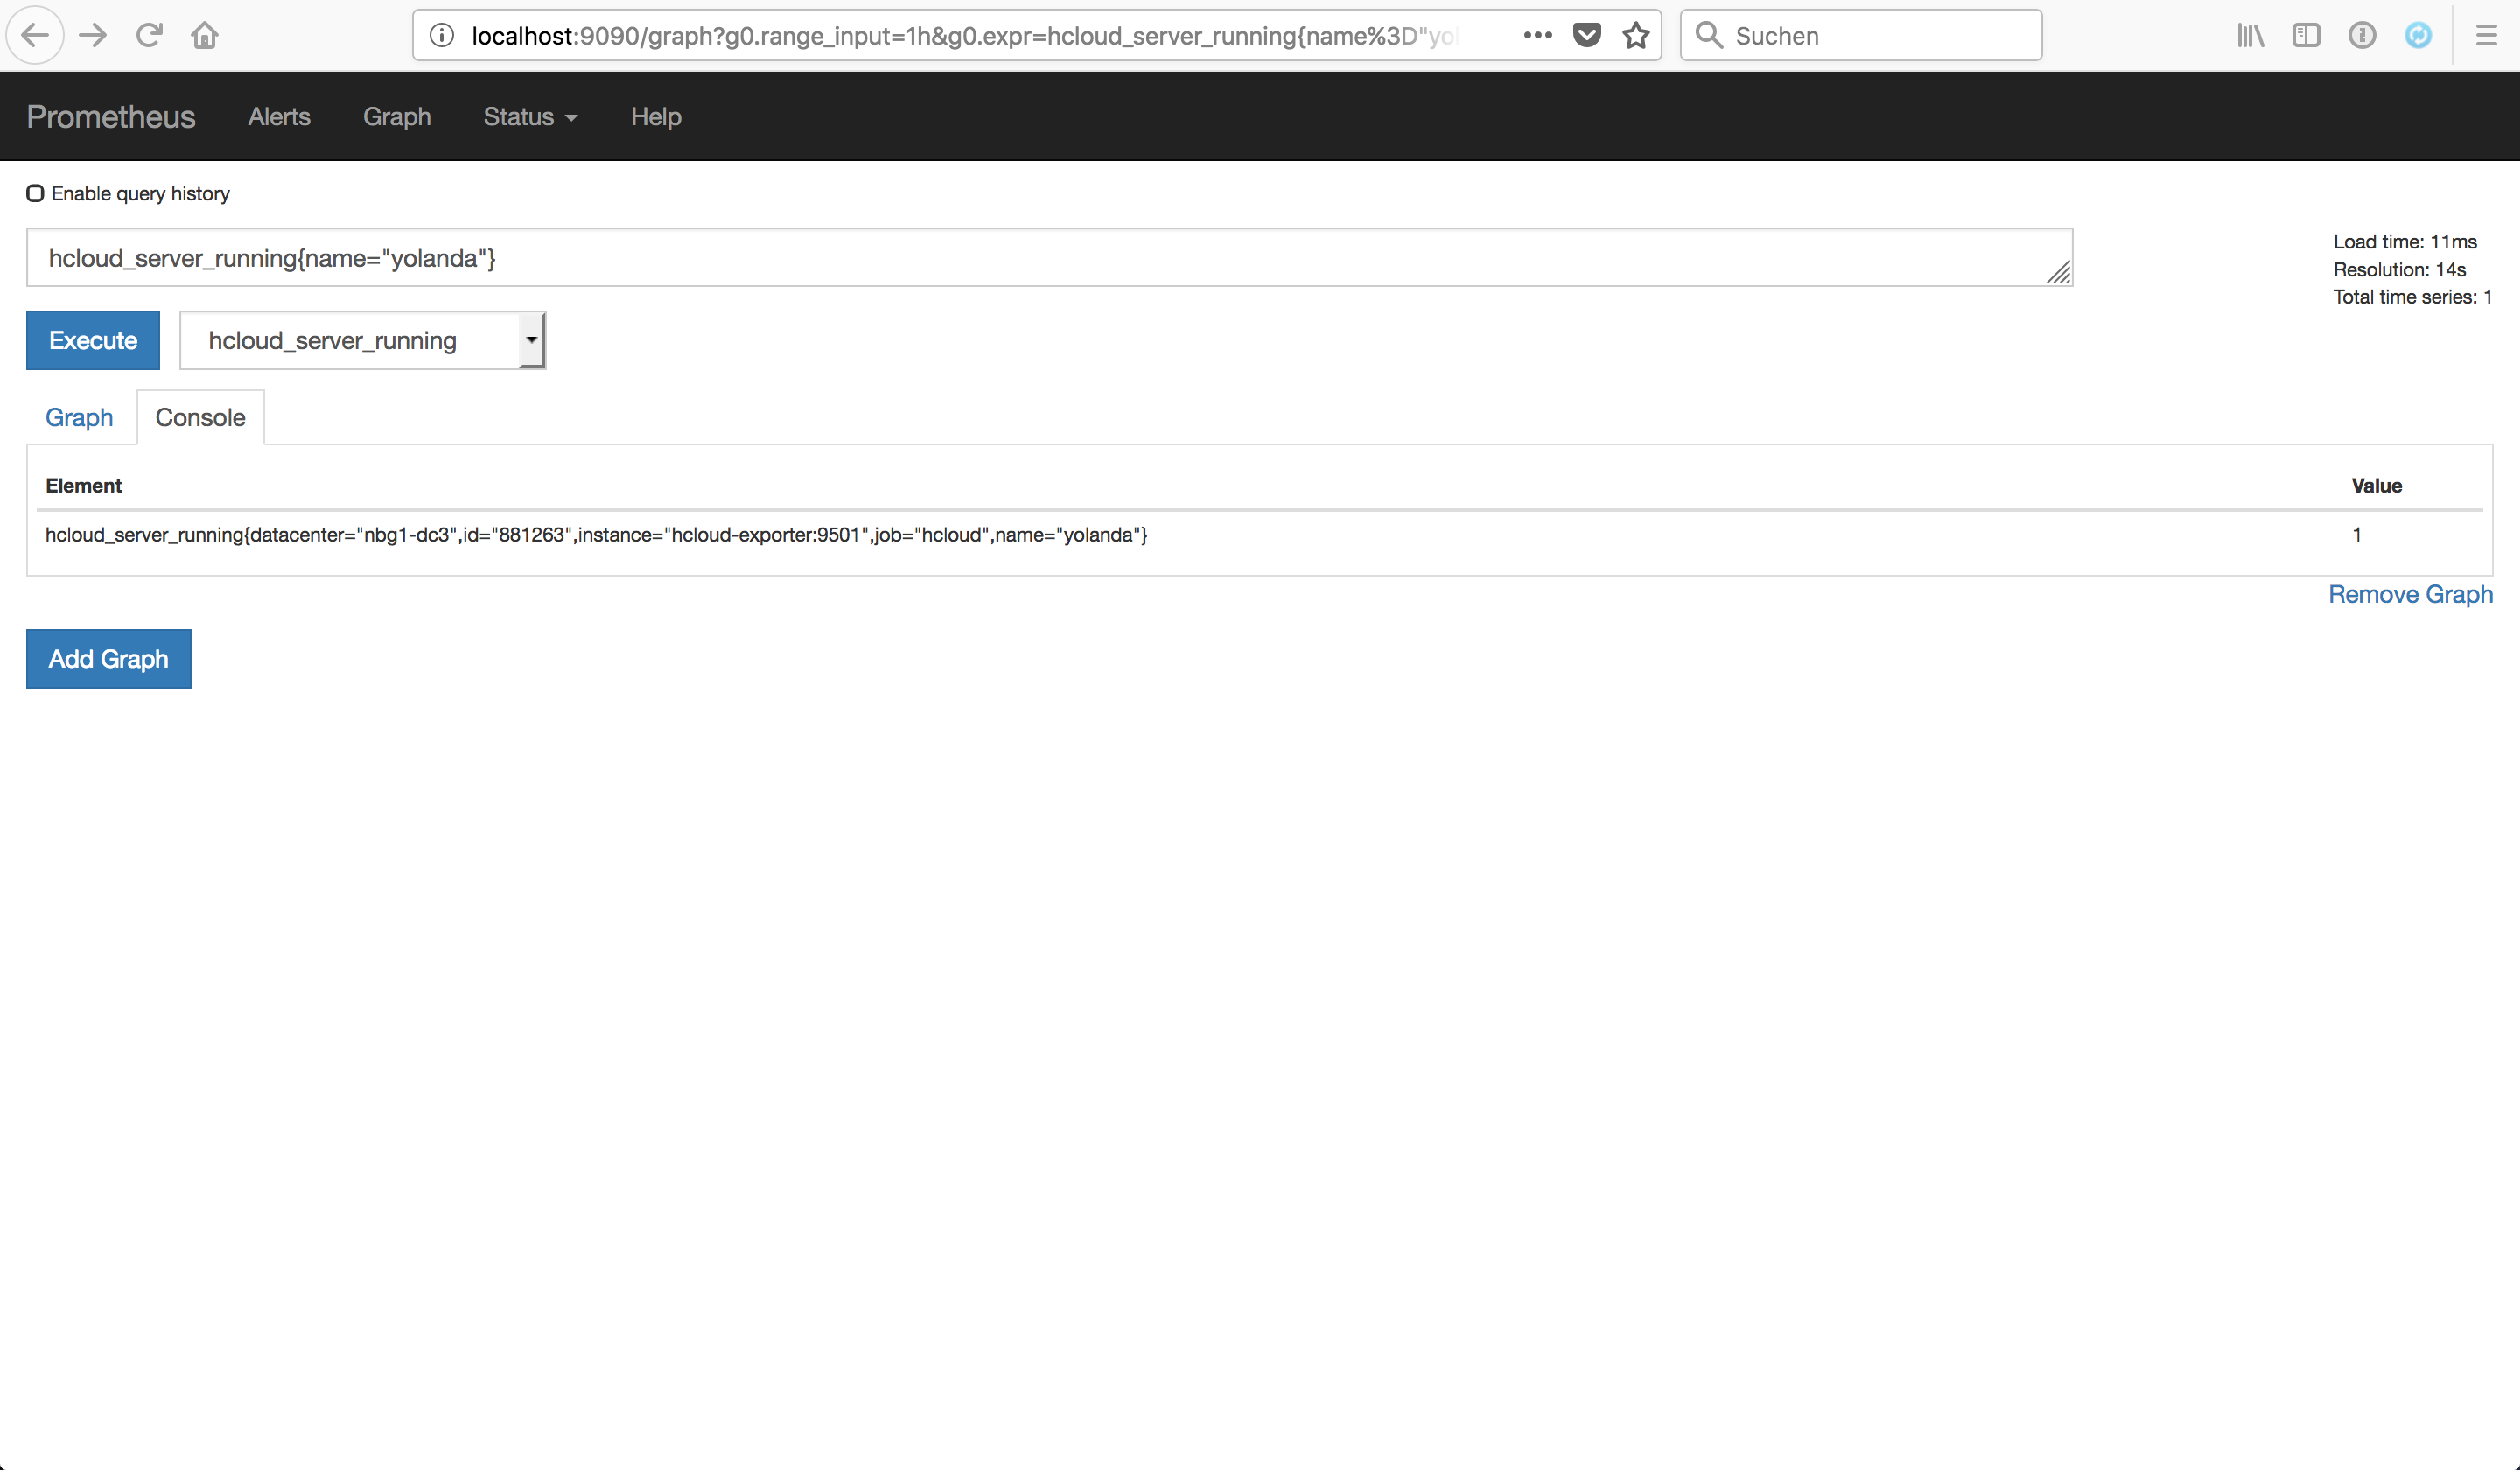 localhost:9090/graph?g0.range_input=1h&g0.expr=hcloud_server_running{name%3D"yol
Suchen
Prometheus Alerts Graph Status Help
Enable query history
hcloud_server_running{name="yolanda"}
Load time: 11ms
Resolution: 14s
Total time series: 1
Execute hcloud_server_running
Graph Console
Element Value
hcloud_server_running{datacenter="nbg1-dc3",id="881263",instance="hcloud-exporter:9501",job="hcloud",name="yolanda"} 1
Remove Graph
Add Graph